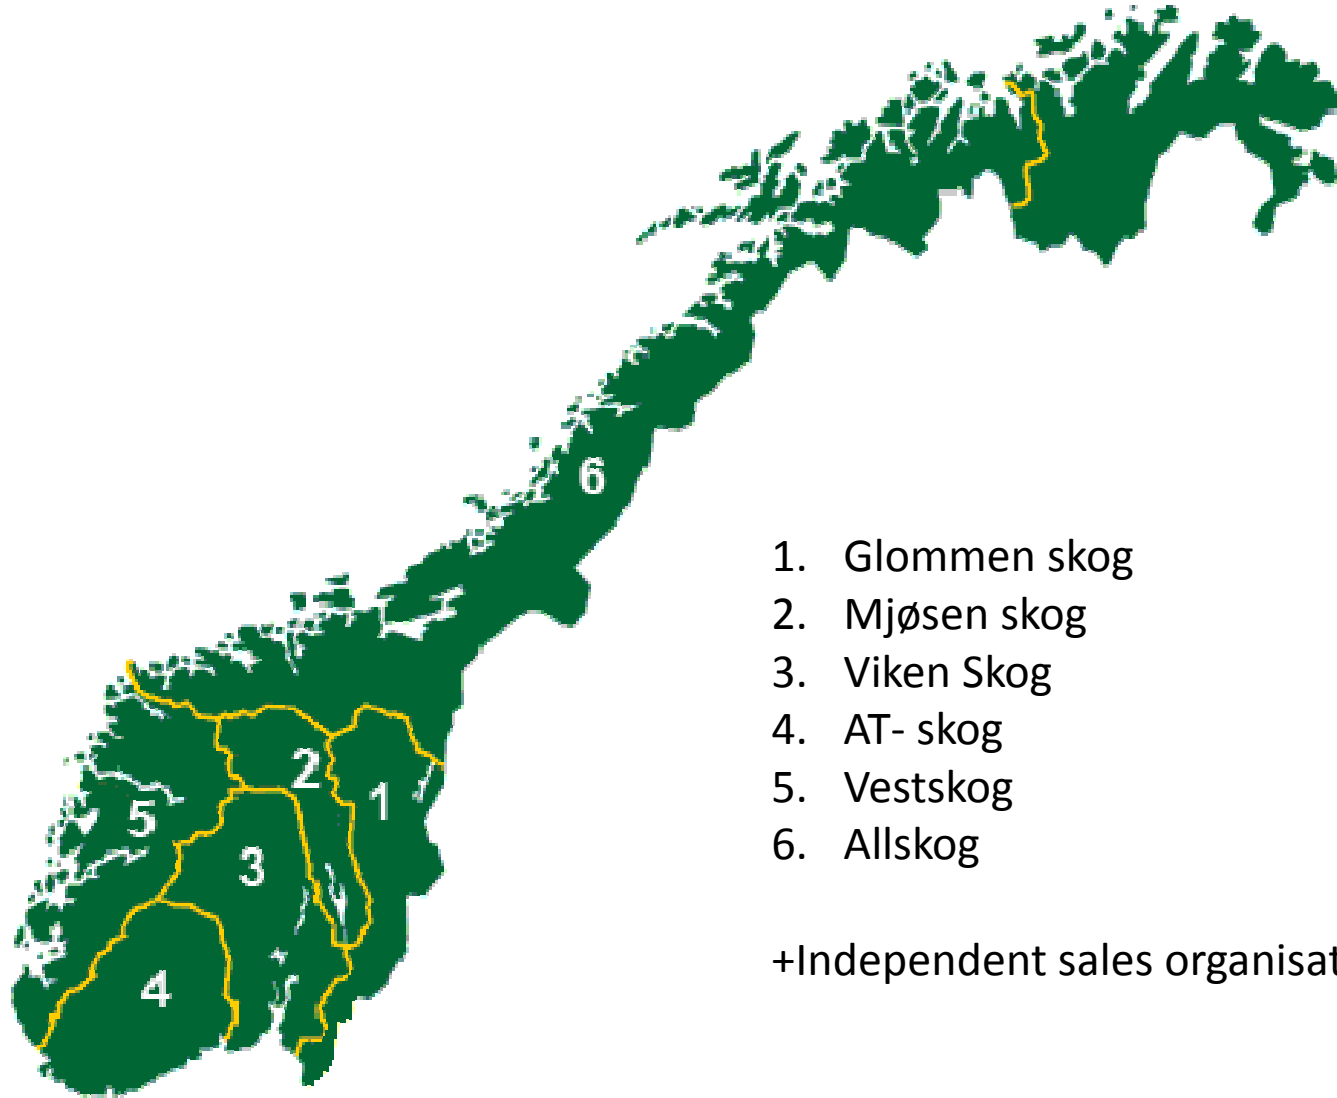 6
2
1
5
3
4
1. Glommen skog
2. Mjøsen skog
3. Viken Skog
4. AT- skog
5. Vestskog
6. Allskog
+Independent sales organisat